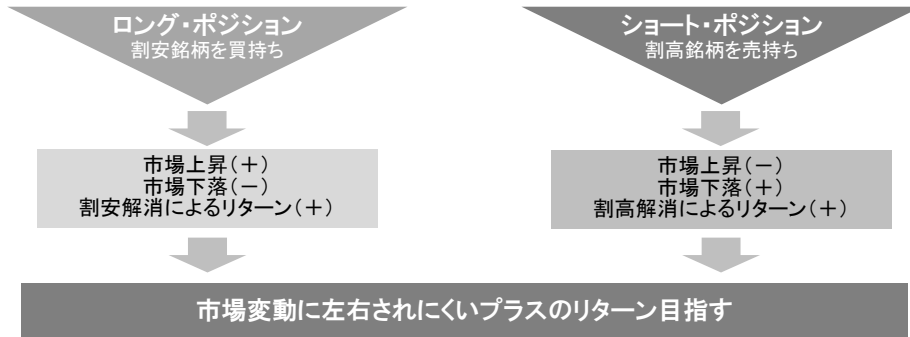 ロング・ポジション
割安銘柄を買持ち
市場上昇(+)
市場下落(-)
割安解消によるリターン(+)
ショート・ポジション
割高銘柄を売持ち
市場上昇(-)
市場下落(+)
割高解消によるリターン(+)
市場変動に左右されにくいプラスのリターン目指す